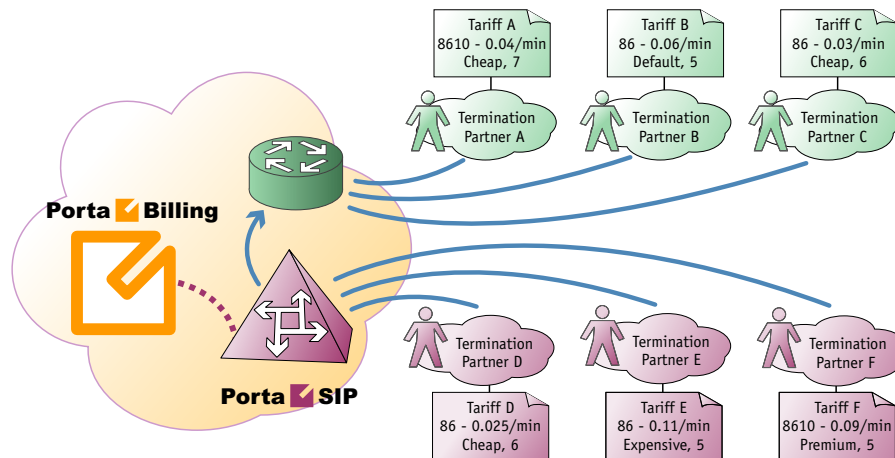 Tariff A
8610 - 0.04/min
Cheap, 7
Tariff B
86 - 0.06/min
Default, 5
Tariff C
86 - 0.03/min
Cheap, 6
Termination
Partner A
Termination
Partner B
Termination
Partner C
Porta Billing
Porta SIP
Termination
Partner D
Termination
Partner E
Termination
Partner F
Tariff D
86 - 0.025/min
Cheap, 6
Tariff E
86 - 0.11/min
Expensive, 5
Tariff F
8610 - 0.09/min
Premium, 5